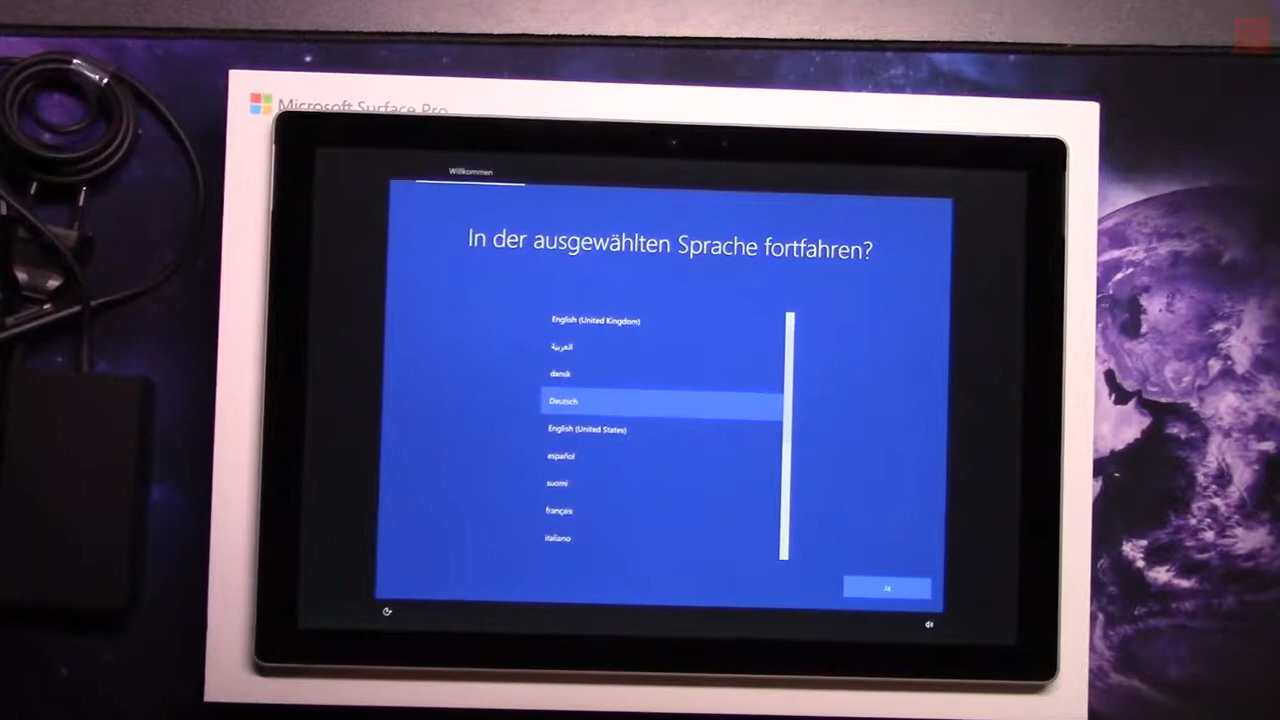 Microsoft Surface Pro
Willkommen
In der ausgewählten Sprache fortfahren?
English (United Kingdom)
العربية
dansk
Deutsch
English (United States)
español
suomi
français
italiano
Ja